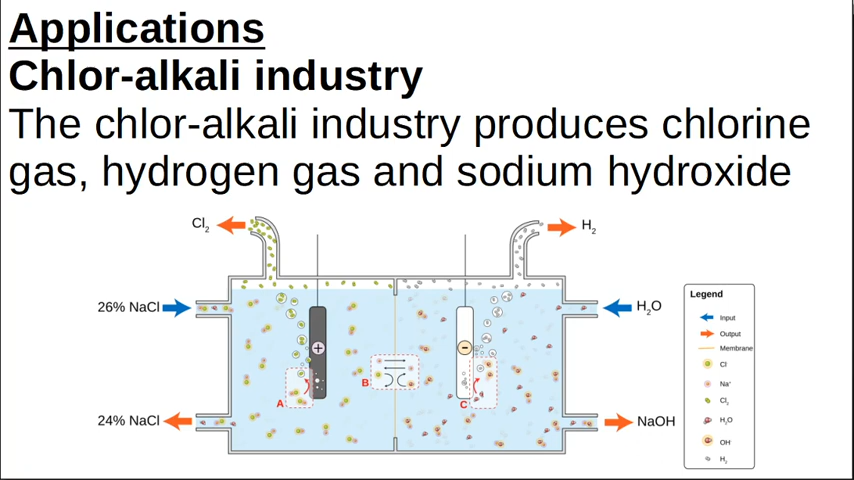 Applications
Chlor-alkali industry
The chlor-alkali industry produces chlorine
gas, hydrogen gas and sodium hydroxide
Cl₂
H₂
26% NaCl
H₂O
24% NaCl
NaOH
+
−
A
B
C
Legend
Input
Output
Membrane
Cl⁻
Na⁺
Cl₂
H₂O
OH⁻
H₂